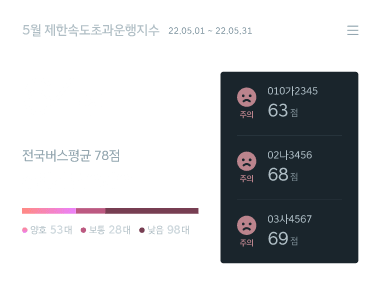 5월 제한속도초과운행지수 22.05.01 ~ 22.05.31
전국버스평균 78점
양호 53대 보통 28대 낮음 98대
010가2345
63점
주의
02나3456
68점
주의
03사4567
69점
주의